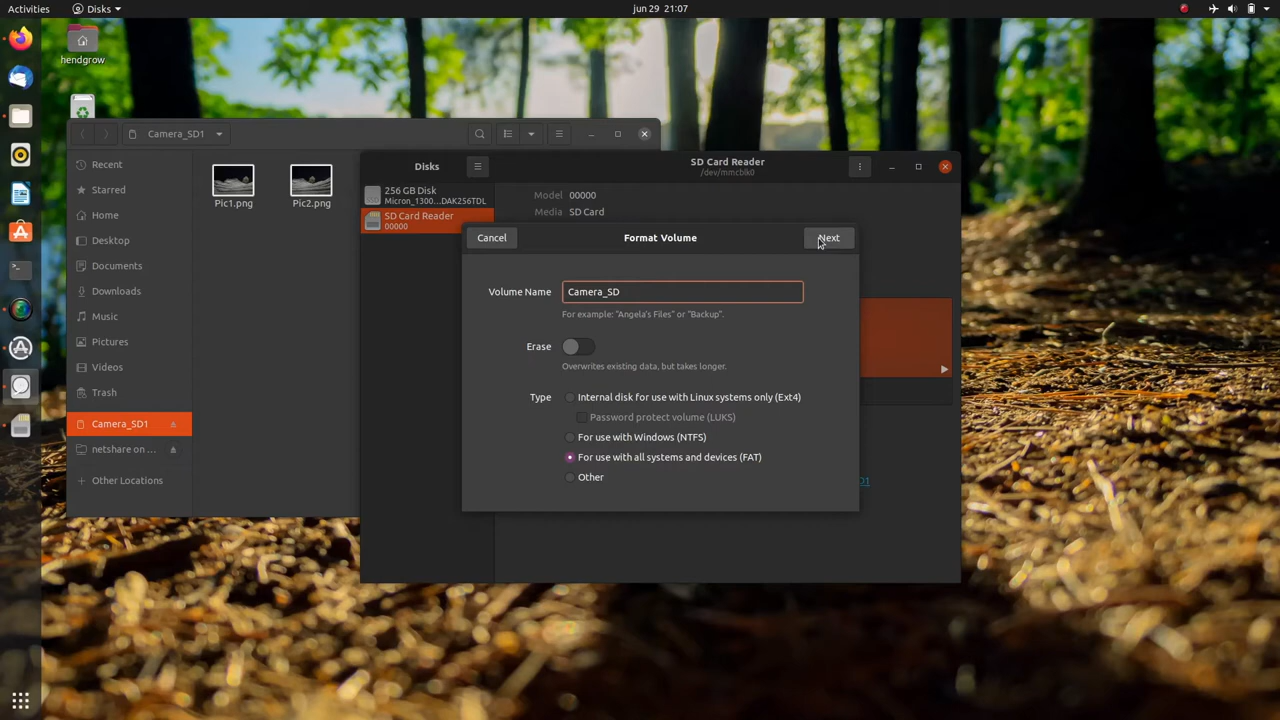 Activities
Disks
jun 29 21:07
hendgrow
Camera_SD1
Recent
Starred
Home
Desktop
Documents
Downloads
Music
Pictures
Videos
Trash
Camera_SD1
netshare on ...
Other Locations
Pic1.png
Pic2.png
Disks
SD Card Reader
/dev/mmcblk0
256 GB Disk
Micron_1300...DAK256TDL
SD Card Reader
00000
Model 00000
Media SD Card
D1
Cancel
Format Volume
Next
Volume Name Camera_SD
For example: “Angela’s Files” or “Backup”.
Erase
Overwrites existing data, but takes longer.
Type
Internal disk for use with Linux systems only (Ext4)
Password protect volume (LUKS)
For use with Windows (NTFS)
For use with all systems and devices (FAT)
Other